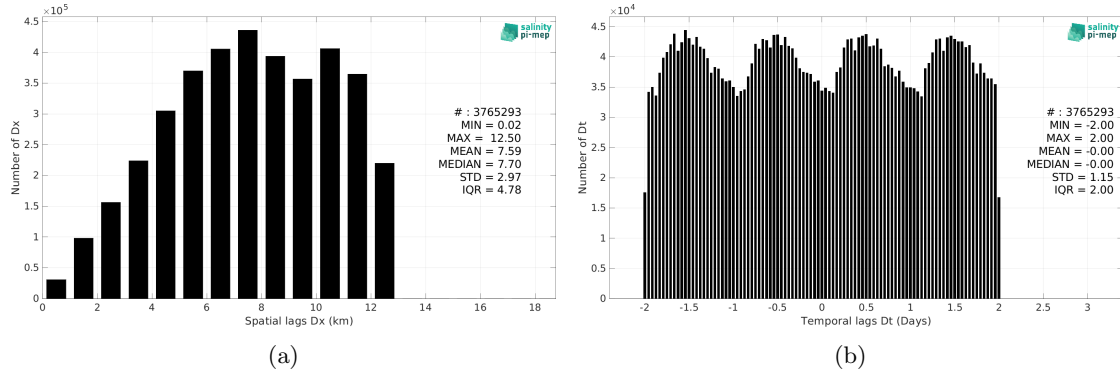 ×10⁵
4.5
4
3.5
3
2.5
2
1.5
1
0.5
0
Number of Dx
0 2 4 6 8 10 12 14 16 18
Spatial lags Dx (km)
salinity
pi-mep
# : 3765293
MIN = 0.02
MAX = 12.50
MEAN = 7.59
MEDIAN = 7.70
STD = 2.97
IQR = 4.78
(a)
×10⁴
4.5
4
3.5
3
2.5
2
1.5
1
0.5
0
Number of Dt
-2 -1.5 -1 -0.5 0 0.5 1 1.5 2 2.5 3
Temporal lags Dt (Days)
salinity
pi-mep
# : 3765293
MIN = -2.00
MAX = 2.00
MEAN = -0.00
MEDIAN = -0.00
STD = 1.15
IQR = 2.00
(b)